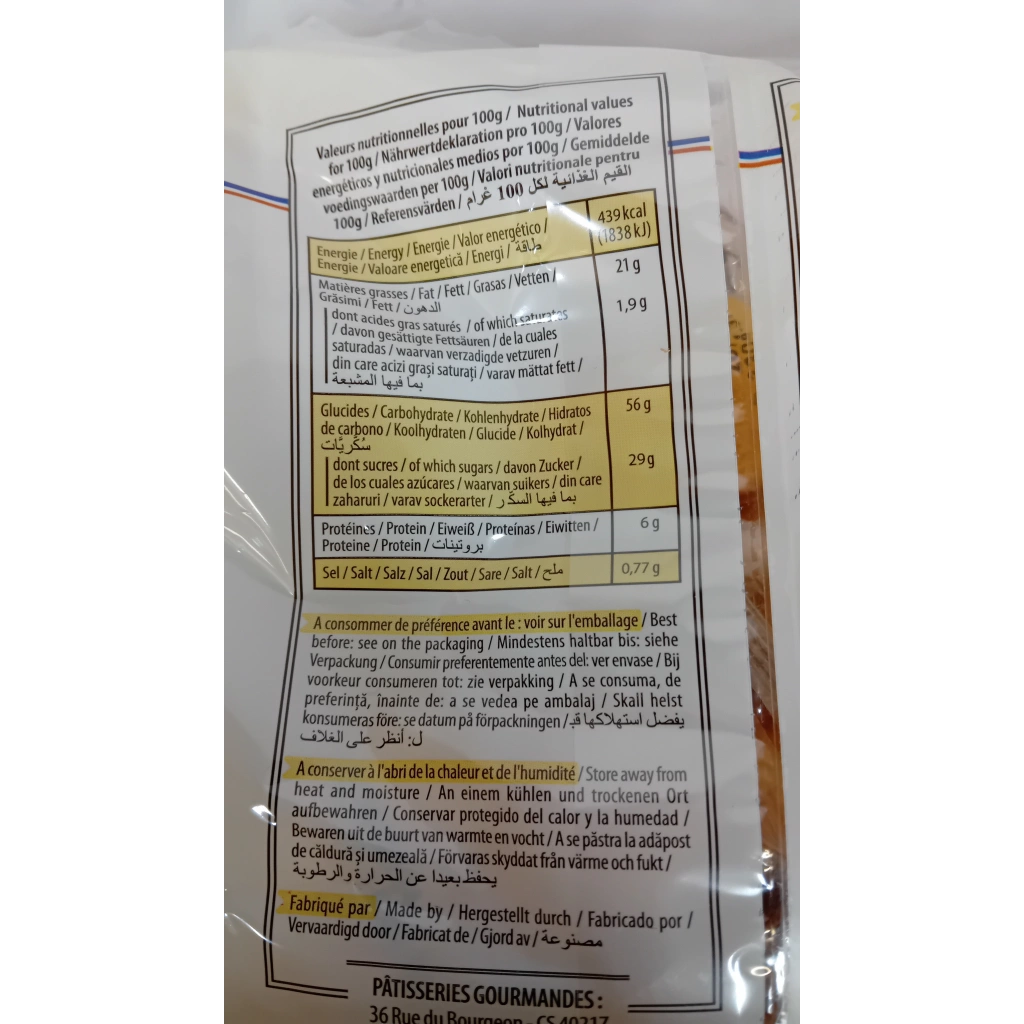 Valeurs nutritionnelles pour 100g / Nutritional values
for 100g / Nährwertdeklaration pro 100g / Valores
energéticos y nutricionales medios por 100g / Gemiddelde
voedingswaarden per 100g / Valori nutritionale pentru
100g / Referensvärden / القيم الغذائية لكل 100 غرام
Energie / Energy / Energie / Valor energético /
Energie / Valoare energetică / Energi / طاقة
439 kcal
(1838 kJ)
Matières grasses / Fat / Fett / Grasas / Vetten /
Grăsimi / Fett / الدهون
21 g
dont acides gras saturés / of which saturates
/ davon gesättigte Fettsäuren / de la cuales
saturadas / waarvan verzadigde vetzuren /
din care acizi grași saturați / varav mättat fett /
بما فيها المشبعة
1,9 g
Glucides / Carbohydrate / Kohlenhydrate / Hidratos
de carbono / Koolhydraten / Glucide / Kolhydrat /
سُكَّرِيَّات
56 g
dont sucres / of which sugars / davon Zucker /
de los cuales azúcares / waarvan suikers / din care
zaharuri / varav sockerarter / بما فيها السكّر
29 g
Protéines / Protein / Eiweiß / Proteínas / Eiwitten /
Proteine / Protein / بروتينات
6 g
Sel / Salt / Salz / Sal / Zout / Sare / Salt / ملح
0,77 g
A consommer de préférence avant le : voir sur l'emballage / Best
before: see on the packaging / Mindestens haltbar bis: siehe
Verpackung / Consumir preferentemente antes del: ver envase / Bij
voorkeur consumeren tot: zie verpakking / A se consuma, de
preferință, înainte de: a se vedea pe ambalaj / Skall helst
konsumeras före: se datum på förpackningen / يفضل استهلاكها قبـ
ل: أنظر على الغلاف
A conserver à l'abri de la chaleur et de l'humidité / Store away from
heat and moisture / An einem kühlen und trockenen Ort
aufbewahren / Conservar protegido del calor y la humedad /
Bewaren uit de buurt van warmte en vocht / A se păstra la adăpost
de căldură și umezeală / Förvaras skyddat från värme och fukt /
يحفظ بعيدا عن الحرارة والرطوبة
Fabriqué par / Made by / Hergestellt durch / Fabricado por /
Vervaardigd door / Fabricat de / Gjord av / مصنوعة
PÂTISSERIES GOURMANDES :
36 Rue du Bourgeon - CS 40217